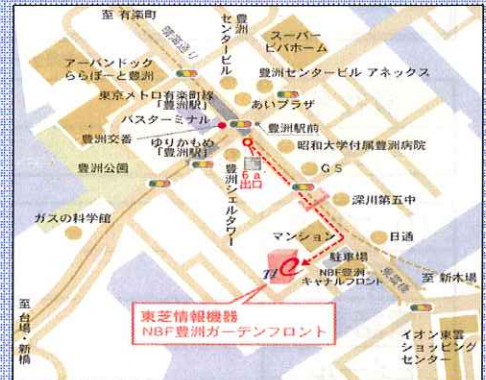 至 有楽町
晴海通り
豊洲
センタービル
スーパー
ビバホーム
アーバンドック
ららぽーと豊洲
豊洲センタービル アネックス
東京メトロ有楽町線
「豊洲駅」
あいプラザ
バスターミナル
豊洲交番
豊洲駅前
ゆりかもめ
「豊洲駅」
昭和大学付属豊洲病院
6a
出口
GS
豊洲公園
豊洲シエルタワー
深川第五中
ガスの科学館
マンション
日通
駐車場
NBF豊洲
キャナルフロント
東雲橋
至 新木場
至 台場・新橋
東芝情報機器
NBF豊洲ガーデンフロント
イオン東雲
ショッピング
センター